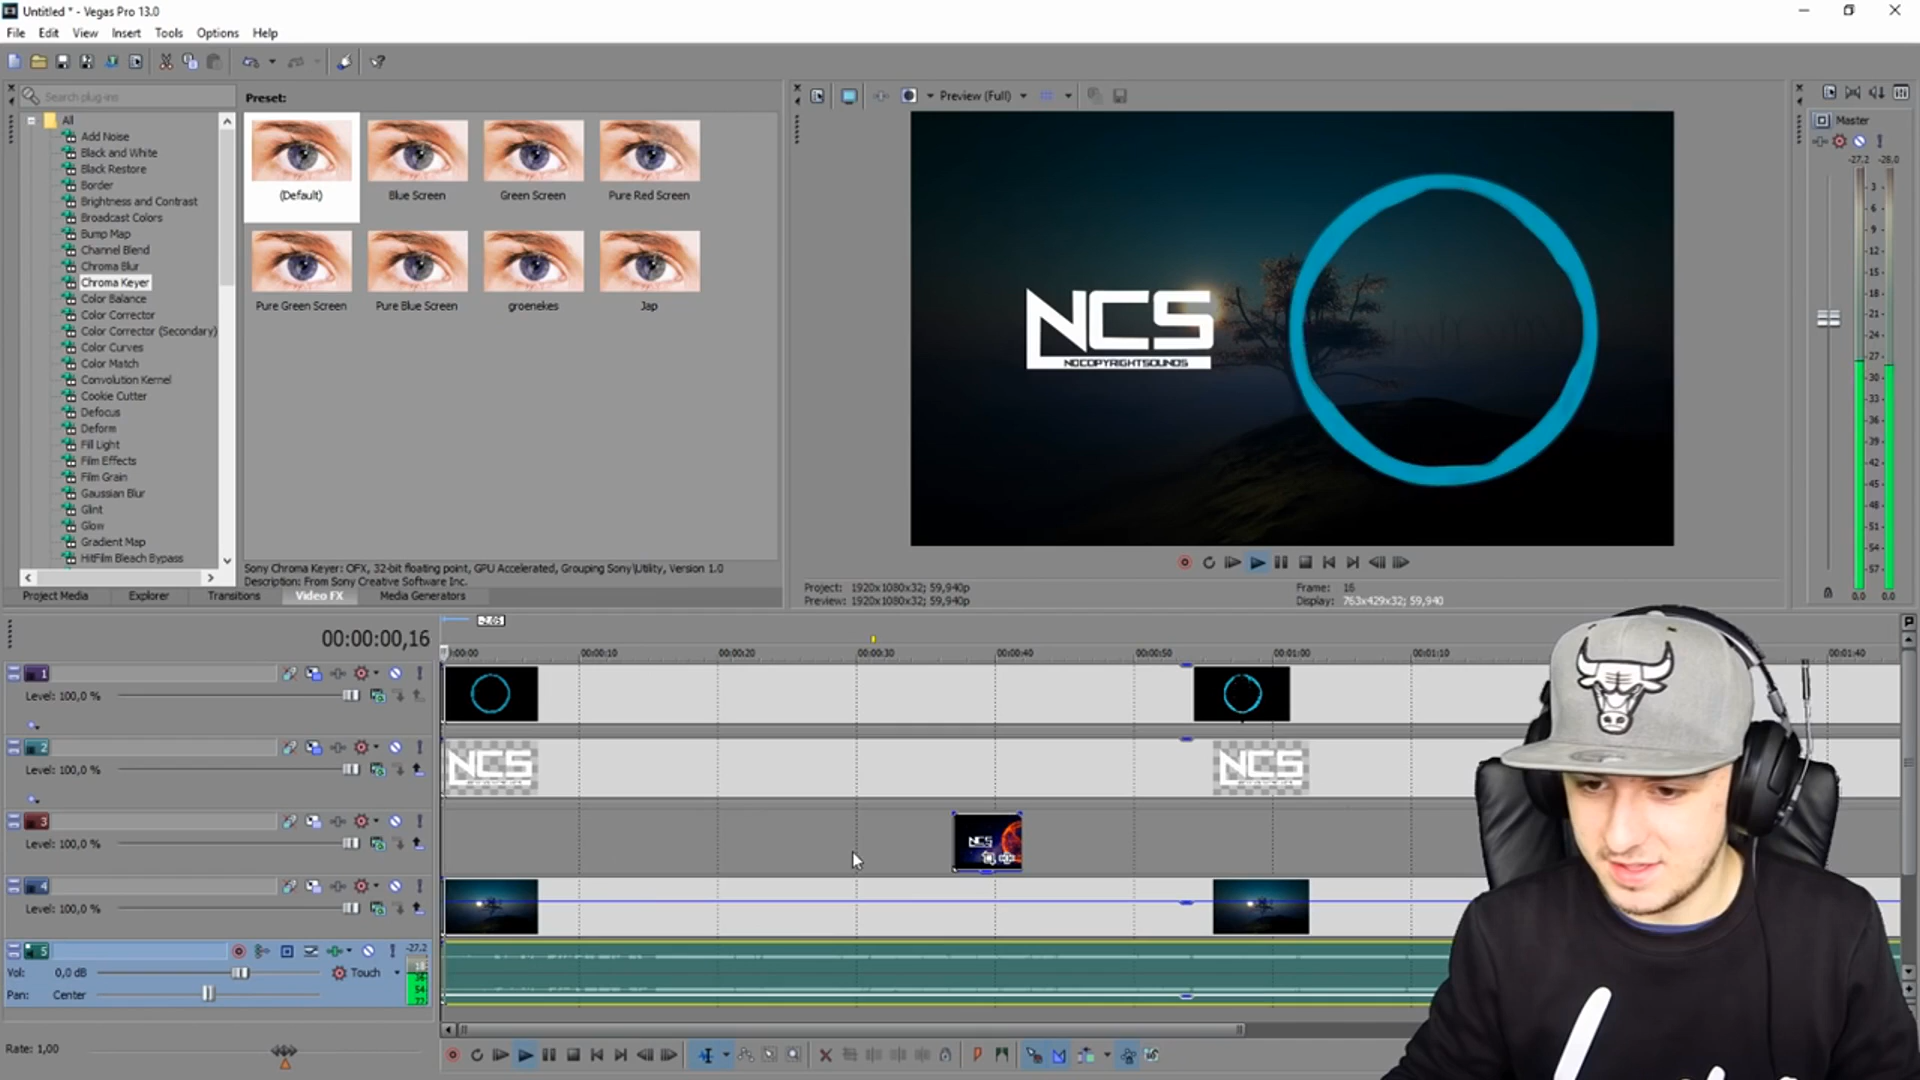 Untitled * - Vegas Pro 13.0
File Edit View Insert Tools Options Help
Search plug-ins
All
Add Noise
Black and White
Black Restore
Border
Brightness and Contrast
Broadcast Colors
Bump Map
Channel Blend
Chroma Blur
Chroma Keyer
Color Balance
Color Corrector
Color Corrector (Secondary)
Color Curves
Color Match
Convolution Kernel
Cookie Cutter
Defocus
Deform
Fill Light
Film Effects
Film Grain
Gaussian Blur
Glint
Glow
Gradient Map
HitFilm Bleach Bypass
Preset:
(Default) Blue Screen Green Screen Pure Red Screen
Pure Green Screen Pure Blue Screen groenekes Jap
Sony Chroma Keyer: OFX, 32-bit floating point, GPU Accelerated, Grouping Sony\Utility, Version 1.0
Description: From Sony Creative Software Inc.
Project Media Explorer Transitions Video FX Media Generators
Preview (Full)
NCS
NOCOPYRIGHTSOUNDS
Project: 1920x1080x32; 59,940p
Preview: 1920x1080x32; 59,940p
Frame: 16
Display: 763x429x32; 59,940
Master
-27.2 -28.0
3
6
9
12
15
18
21
24
27
30
33
36
39
42
45
48
51
54
57
0.0 0.0
00:00:00,16
-2:05
00:00:10 00:00:20 00:00:30 00:00:40 00:00:50 00:01:00 00:01:10 00:01:40
1
Level: 100,0 %
2
Level: 100,0 %
NCS NCS
3
Level: 100,0 %
NCS
4
Level: 100,0 %
5
-27.2
Vol: 0,0 dB Touch
18
36
54
Pan: Center
Rate: 1,00